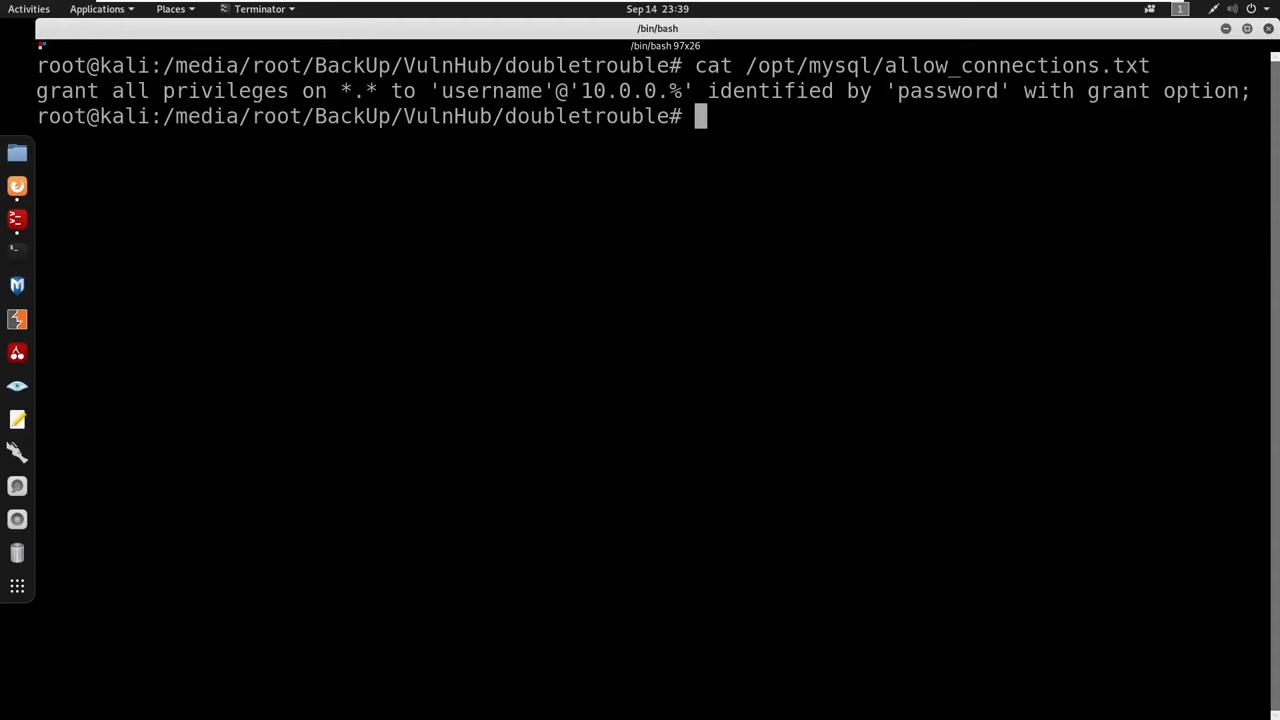 Activities Applications Places Terminator Sep 14 23:39 1
/bin/bash
/bin/bash 97x26
root@kali:/media/root/BackUp/VulnHub/doubletrouble# cat /opt/mysql/allow_connections.txt
grant all privileges on *.* to 'username'@'10.0.0.%' identified by 'password' with grant option;
root@kali:/media/root/BackUp/VulnHub/doubletrouble#